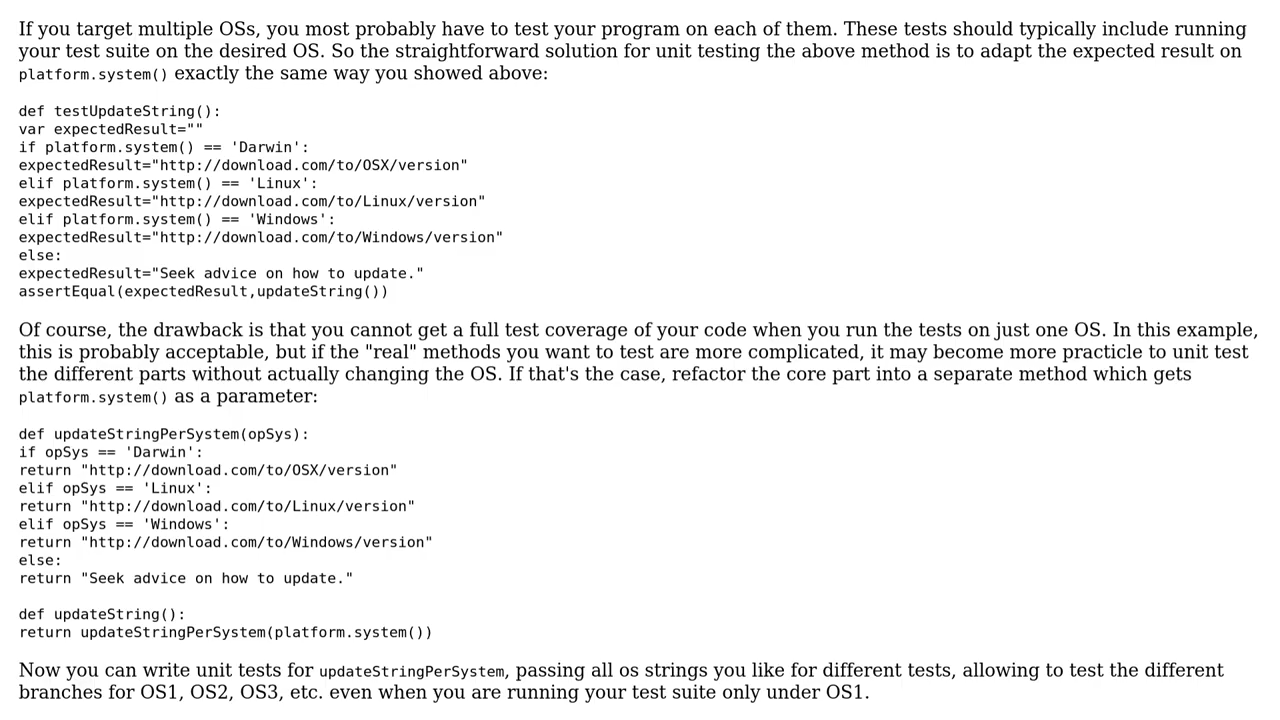 If you target multiple OSs, you most probably have to test your program on each of them. These tests should typically include running
your test suite on the desired OS. So the straightforward solution for unit testing the above method is to adapt the expected result on
platform.system() exactly the same way you showed above:
def testUpdateString():
var expectedResult=""
if platform.system() == 'Darwin':
expectedResult="http://download.com/to/OSX/version"
elif platform.system() == 'Linux':
expectedResult="http://download.com/to/Linux/version"
elif platform.system() == 'Windows':
expectedResult="http://download.com/to/Windows/version"
else:
expectedResult="Seek advice on how to update."
assertEqual(expectedResult,updateString())
Of course, the drawback is that you cannot get a full test coverage of your code when you run the tests on just one OS. In this example,
this is probably acceptable, but if the "real" methods you want to test are more complicated, it may become more practicle to unit test
the different parts without actually changing the OS. If that's the case, refactor the core part into a separate method which gets
platform.system() as a parameter:
def updateStringPerSystem(opSys):
if opSys == 'Darwin':
return "http://download.com/to/OSX/version"
elif opSys == 'Linux':
return "http://download.com/to/Linux/version"
elif opSys == 'Windows':
return "http://download.com/to/Windows/version"
else:
return "Seek advice on how to update."
def updateString():
return updateStringPerSystem(platform.system())
Now you can write unit tests for updateStringPerSystem, passing all os strings you like for different tests, allowing to test the different
branches for OS1, OS2, OS3, etc. even when you are running your test suite only under OS1.